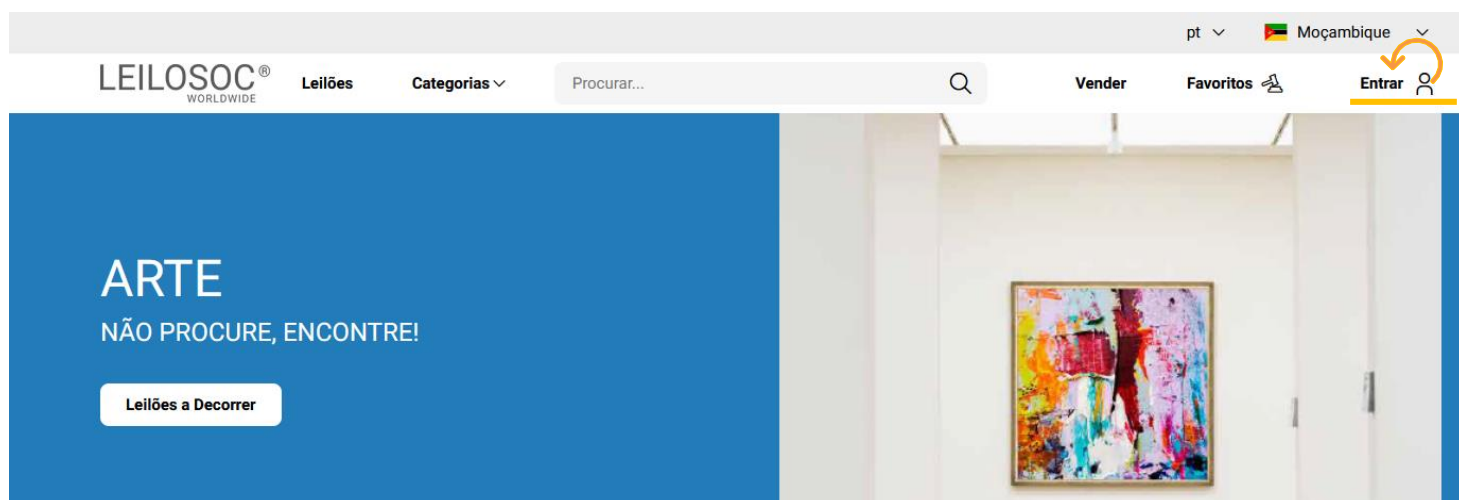 pt Moçambique
LEILOSOC® Leilões Categorias Procurar... Vender Favoritos Entrar
WORLDWIDE
ARTE
NÃO PROCURE, ENCONTRE!
Leilões a Decorrer